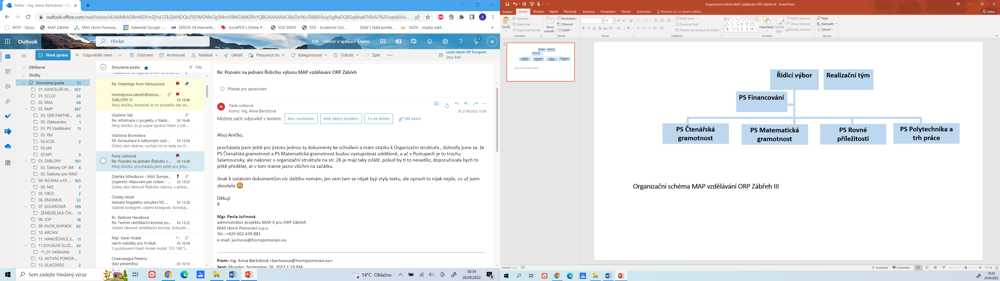 Pošta – Ing. Anna Bartošová – Ou
outlook.office.com/mail/inbox/id/AAMkADBmNDFmZjYxLTZkZjktNDQxZS05M2NhLTg5MmY0MGJkM2RhYQBGAAAAAAC8lsf2eYKnT6B80JIuip5gBwDQBSqIkhaKTrBIiA7%2FxqtdAAA...
IROP - Výzvy
MAP Zábřeh
MAS Horní Pomora...
Kalendář Google -...
SERVIS 24 Internetb...
iLovePDF | Online P...
EDS SMVS
EDS - Evidenční Dot...
SKAV | Stálá konfer...
NIDV - otazky šabl...
Outlook
Hledat
Hovor v aplikaci Teams
2
IB
Nová zpráva
Odpovědět všem
Odstranit
Archivovat
Nahlásit
Uklidit
Přesunout do
Kategorizovat
Odložit
Zpět
Lodní deník OP Šumperk
Zítra 9:00
Oblíbené
Složky
Doručená pošta 51
01. KANCELÁŘ M... 507
01. SCLLD 24
02. MAS 68
03. MAP 367
03. OKR PARTNE... 24
03. Oleksandra 1
03. PS Vzdělávání 11
03. RM
03.ICOK 2
03.JAK
03.NPI 3
03. ŠABLONY 193
03. Šablony OP JAK 4
03. Šablony pro NNO
04. NS MAS a KS ... 163
05. MiZ 7
05. OBCE 2
06. ERASMUS 53
07. SOUKROMÁ 199
ZEMEDĚLSKÁ ČIN... 11
08. JOP 18
08. KUOK_IKAP4OK 82
10. ARCHIV
11. HANUŠOVICE S... 11
11.SOCIÁLNÍ SLUŽ... 43
11_01 UKRAJINA 5
12. AKTIVNÍ POMOR...
13. GLACENSIS 2
Doručená pošta
Filtr
Re: Greetings from Hanusovice
msstrejcova.zabreh@sezna...
ŠABLONY III Út 16:48
Ahoj Aničko, konečně se mi podařilo dát do...
Vladimír Srb
Re: informace o projektu s Nada... Út 16:46
Ahoj Aničko, to je super zpráva! Mám z toh...
Vláčilová Bronislava
RE: Konzultace k odborným výst... Út 13:58
Dobrý den oběma, vychází mi to tedy na čt...
Pavla Juřinová
Re: Pozvání na jednání Řídicího v... Út 13:38
Ahoj Aničko, procházela jsem ještě pro jisto...
Zdeňka Mihulková - MAS Šumpe...
Urgentní: Hlasování per rollam - ... Út 13:33
Dobrý den členové Řídícího výboru, v příloz...
Ondřej Večeř
Jednání Krajského sdružení NS ... Út 13:28
Vážené kolegyně, vážení kolegové, dovoluji...
Bc. Barbora Haušková
Re: Termín certifikační komise po... Út 13:22
Vážení členové certifikační komise, bohužel ...
Mgr. Karel Hošek
návrh nabídky pro H-blok Út 10:34
S pozdravem Karel Hošek mobil: 725 140 5...
Олександра Ремета
(bez předmětu) Út 10:10
Re: Pozvání na jednání Řídicího výboru MAP vzdělávání ORP Zábřeh
Příznak pro zpracování
PJ
Pavla Juřinová
Komu: Ing. Anna Bartošová
Út 27.09.2022 13:38
Můžete začít odpověď s textem: Ano, souhlasím. Jistě, žádný problém. To zní dobře. Váš názor
Ahoj Aničko,
procházela jsem ještě pro jistotu jednou ty dokumenty ke schválení a mám otázku k Organizační struktuře., dohodly jsme se, že
PS Čtenářská gramotnost a PS Matemetická gramotnost budou vystupobvat odděleně, a ač v Postupech je to trochu
šalamounsky, ale nakonec v organizační struktuře na str. 26 je mají taky zvlášť. pokud by ti to nevadilo, doporučovala bych to
ještě předělat, at v tom máme jasno všichni na začátku.
Jinak k ostatním dokumentům nic dalšího nemám, jen sem tam se nějak byjí styly textu, ale opravit to nijak nejde, co už jsem
zkoušela
Děkuji
P.
Mgr. Pavla Juřinová
administrátor projektu MAP II pro ORP Zábřeh
MAS Horní Pomoraví o.p.s.
Tel.: +420 602 639 881
e-mail: jurinova@hornipomoravi.eu
From: Ing. Anna Bartošová <bartosova@hornipomoravi.eu>
Sent: Monday, September 26, 2022 1:19 PM
Sem zadejte hledaný výraz
14°C Oblačno
18:34
28.09.2022
4
Organizační schéma MAP vzdělávání ORP Zábřeh III - PowerPoint
Soubor
Domů
Vložení
Návrh
Přechody
Animace
Prezentace
Revize
Zobrazení
Řekněte mi, co chcete udělat...
Sdílet
Vložit
Vyjmout
Kopírovat
Kopírovat formát
Schránka
Nový
snímek
Rozložení
Obnovit
Oddíl
Snímky
18
Písmo
Směr textu
Zarovnat text
Převést na obrázek SmartArt
Odstavec
Uspořádat
Rychlé
styly
Výplň obrazce
Obrys obrazce
Efekty obrazce
Kreslení
Najít
Nahradit
Vybrat
Úpravy
1
Řídicí výbor
Realizační tým
PS Financování
PS Čtenářská
gramotnost
PS Matematická
gramotnost
PS Rovné
příležitosti
PS Polytechnika a
trh práce
Organizační schéma MAP vzdělávání ORP Zábřeh III
Snímek 1 z 1
Poznámky
Komentáře
117 %
18:34
28.09.2022